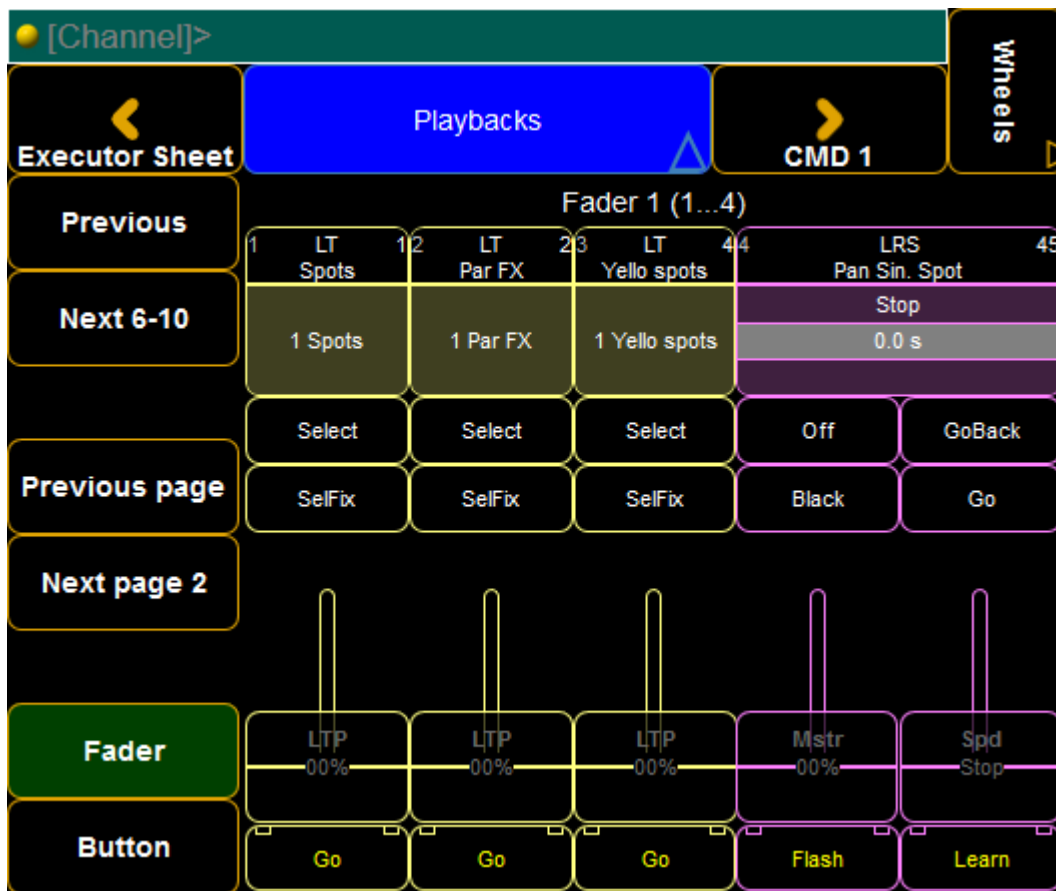 [Channel]>
Wheels
Executor Sheet
Playbacks
CMD 1
Previous
Next 6-10
Previous page
Next page 2
Fader
Button
Fader 1 (1...4)
1 LT 1 2 LT 2 3 LT 4 4 LRS 45
Spots Par FX Yello spots Pan Sin. Spot
1 Spots 1 Par FX 1 Yello spots
Stop
0.0 s
Select Select Select Off GoBack
SelFix SelFix SelFix Black Go
LTP LTP LTP Mstr Spd
00% 00% 00% 00% Stop
Go Go Go Flash Learn